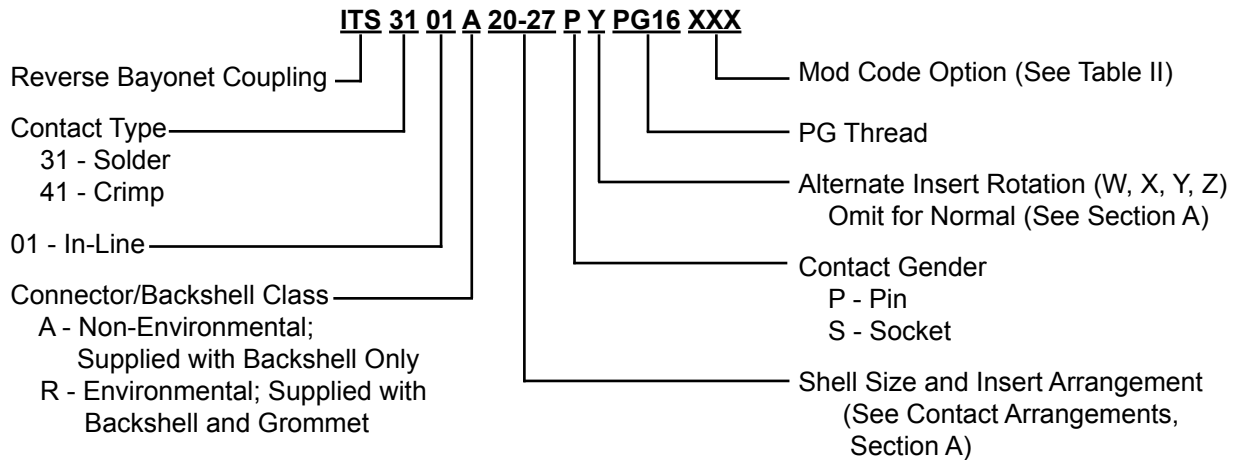 ITS 31 01 A 20-27 P Y PG16 XXX
Reverse Bayonet Coupling
Contact Type
31 - Solder
41 - Crimp
01 - In-Line
Connector/Backshell Class
A - Non-Environmental;
Supplied with Backshell Only
R - Environmental; Supplied with
Backshell and Grommet
Mod Code Option (See Table II)
PG Thread
Alternate Insert Rotation (W, X, Y, Z)
Omit for Normal (See Section A)
Contact Gender
P - Pin
S - Socket
Shell Size and Insert Arrangement
(See Contact Arrangements,
Section A)